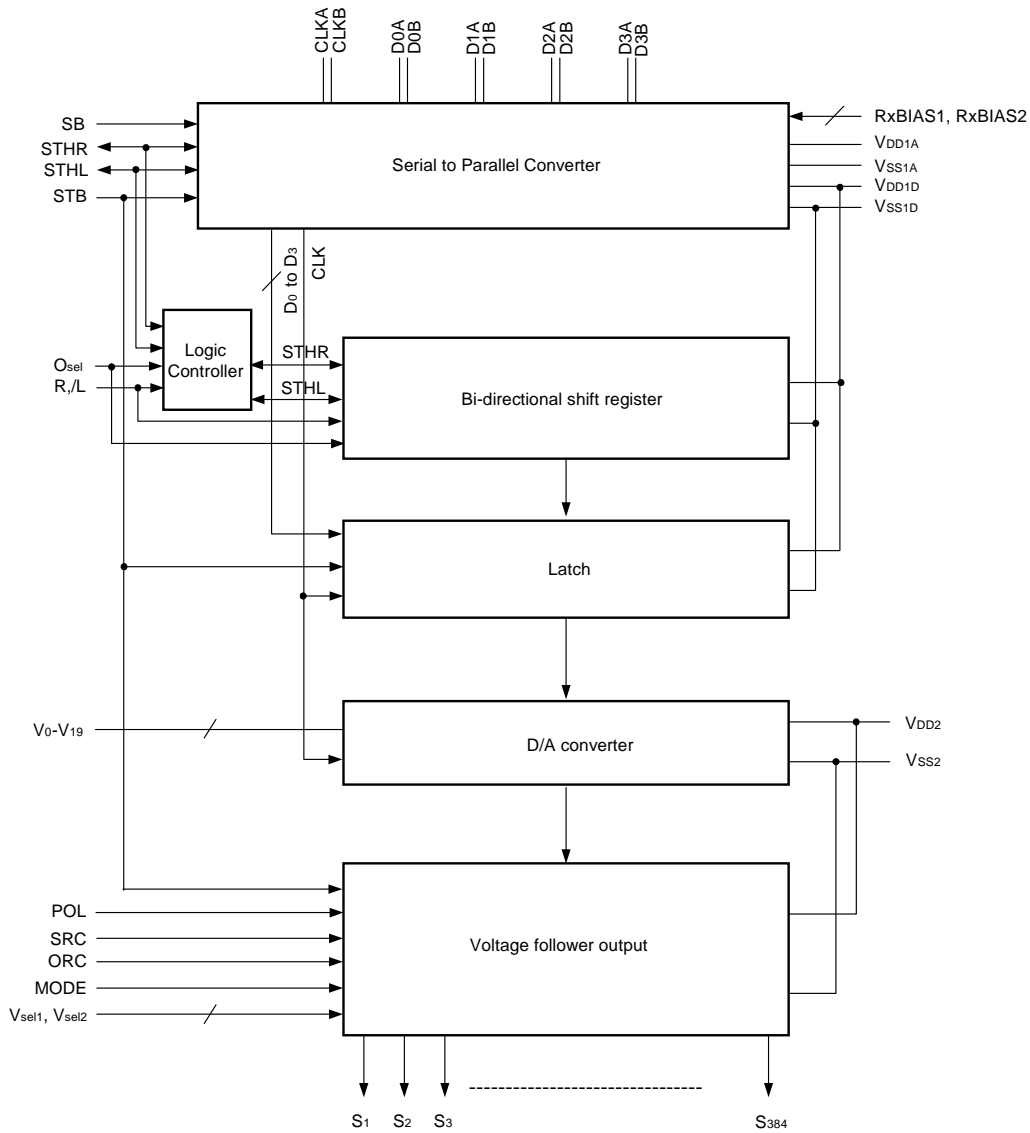 CLKA
CLKB
D0A
D0B
D1A
D1B
D2A
D2B
D3A
D3B
SB
STHR
STHL
STB
Serial to Parallel Converter
RxBIAS1, RxBIAS2
VDD1A
VSS1A
VDD1D
VSS1D
D0 to D3
CLK
Logic
Controller
Osel
R,/L
STHR
STHL
Bi-directional shift register
Latch
V0-V19
D/A converter
VDD2
VSS2
POL
SRC
ORC
MODE
Vsel1, Vsel2
Voltage follower output
S1
S2
S3
S384